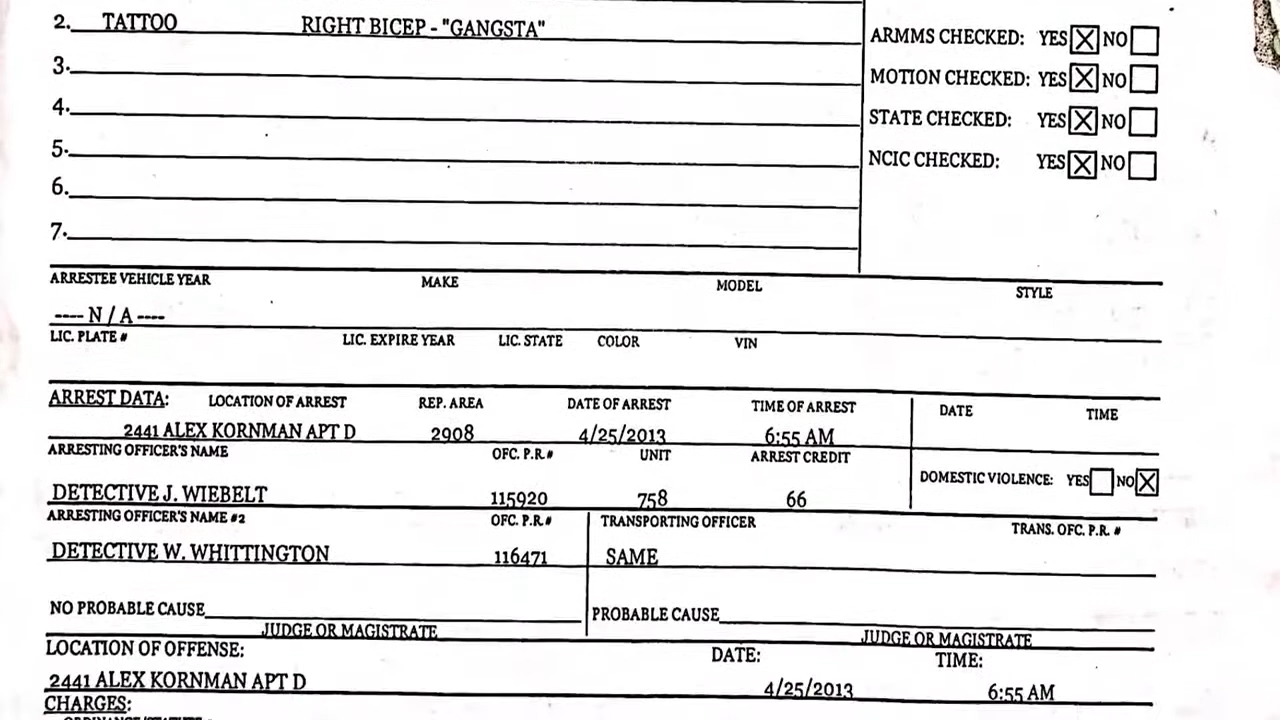 2. TATTOO RIGHT BICEP - "GANGSTA"
ARMMS CHECKED: YES ☒ NO ☐
3.
MOTION CHECKED: YES ☒ NO ☐
4.
STATE CHECKED: YES ☒ NO ☐
5.
NCIC CHECKED: YES ☒ NO ☐
6.
7.
ARRESTEE VEHICLE YEAR MAKE MODEL STYLE
---- N / A ----
LIC. PLATE # LIC. EXPIRE YEAR LIC. STATE COLOR VIN
ARREST DATA: LOCATION OF ARREST REP. AREA DATE OF ARREST TIME OF ARREST DATE TIME
2441 ALEX KORNMAN APT D 2908 4/25/2013 6:55 AM
ARRESTING OFFICER'S NAME OFC. P.R.# UNIT ARREST CREDIT
DOMESTIC VIOLENCE: YES ☐ NO ☒
DETECTIVE J. WIEBELT 115920 758 66
ARRESTING OFFICER'S NAME #2 OFC. P.R.# TRANSPORTING OFFICER TRANS. OFC. P.R. #
DETECTIVE W. WHITTINGTON 116471 SAME
NO PROBABLE CAUSE PROBABLE CAUSE
JUDGE OR MAGISTRATE JUDGE OR MAGISTRATE
LOCATION OF OFFENSE: DATE: TIME:
2441 ALEX KORNMAN APT D 4/25/2013 6:55 AM
CHARGES: